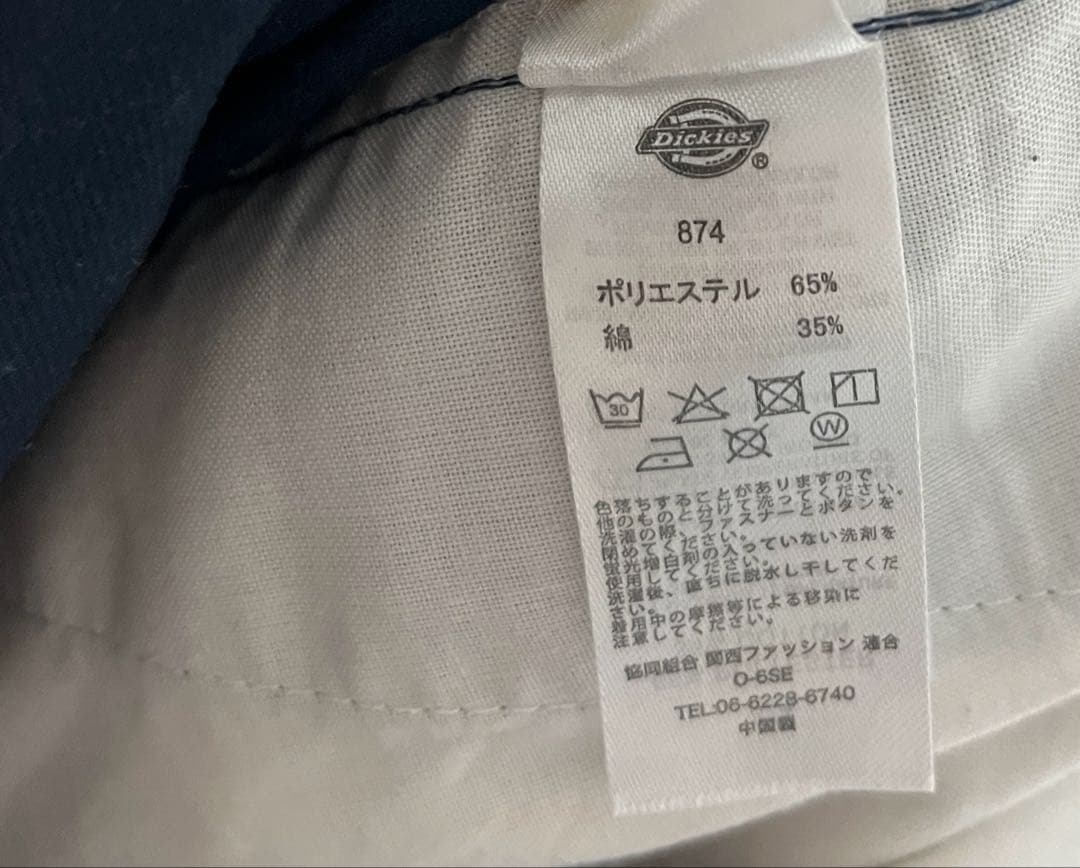 Dickies®
874
ポリエステル 65%
綿 35%
30
W
色落ちすることがありますので
他のものと分けて洗ってください。
洗濯の際、ファスナーとボタンを
閉めてください。
蛍光増白剤の入っていない洗剤を
使用してください。
洗濯後、直ちに脱水し干してくだ
さい。
着用中の摩擦等による移染に
注意してください。
協同組合 関西ファッション 連合
O-6SE
TEL:06-6228-6740
中国製